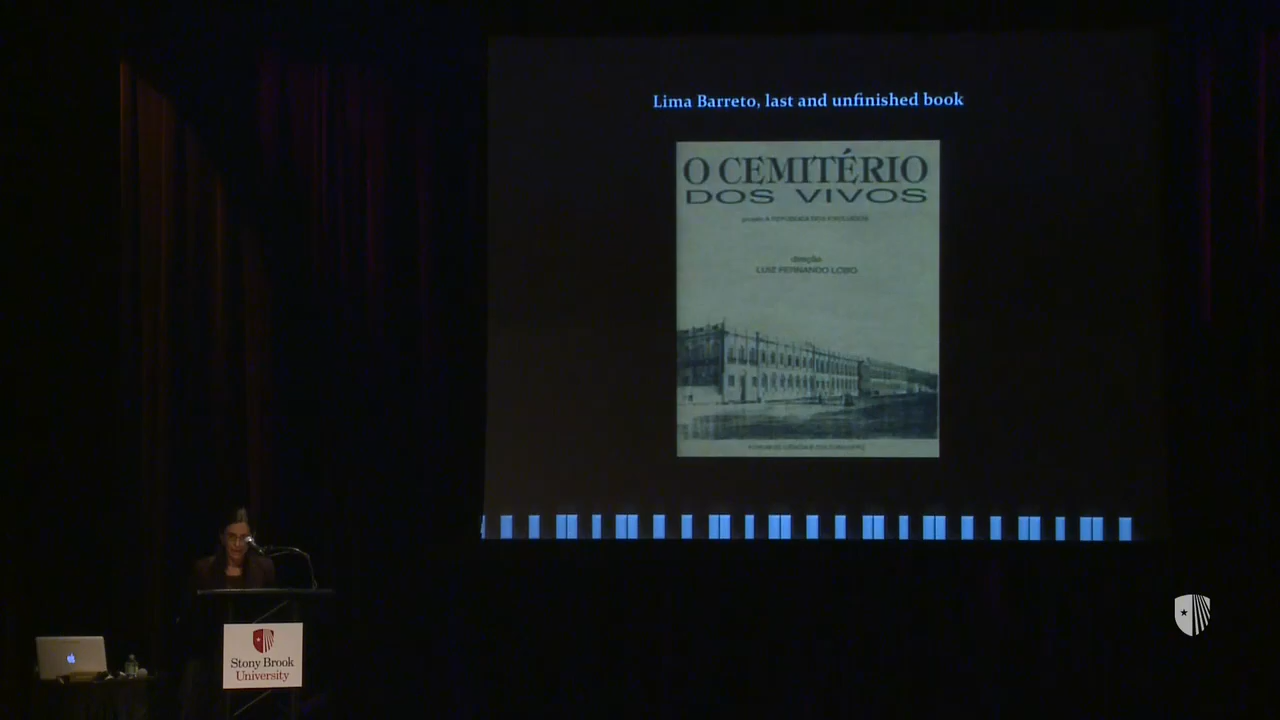 Lima Barreto, last and unfinished book
O CEMITÉRIO
DOS VIVOS
direção
LUIZ FERNANDO LOBO
Stony Brook
University